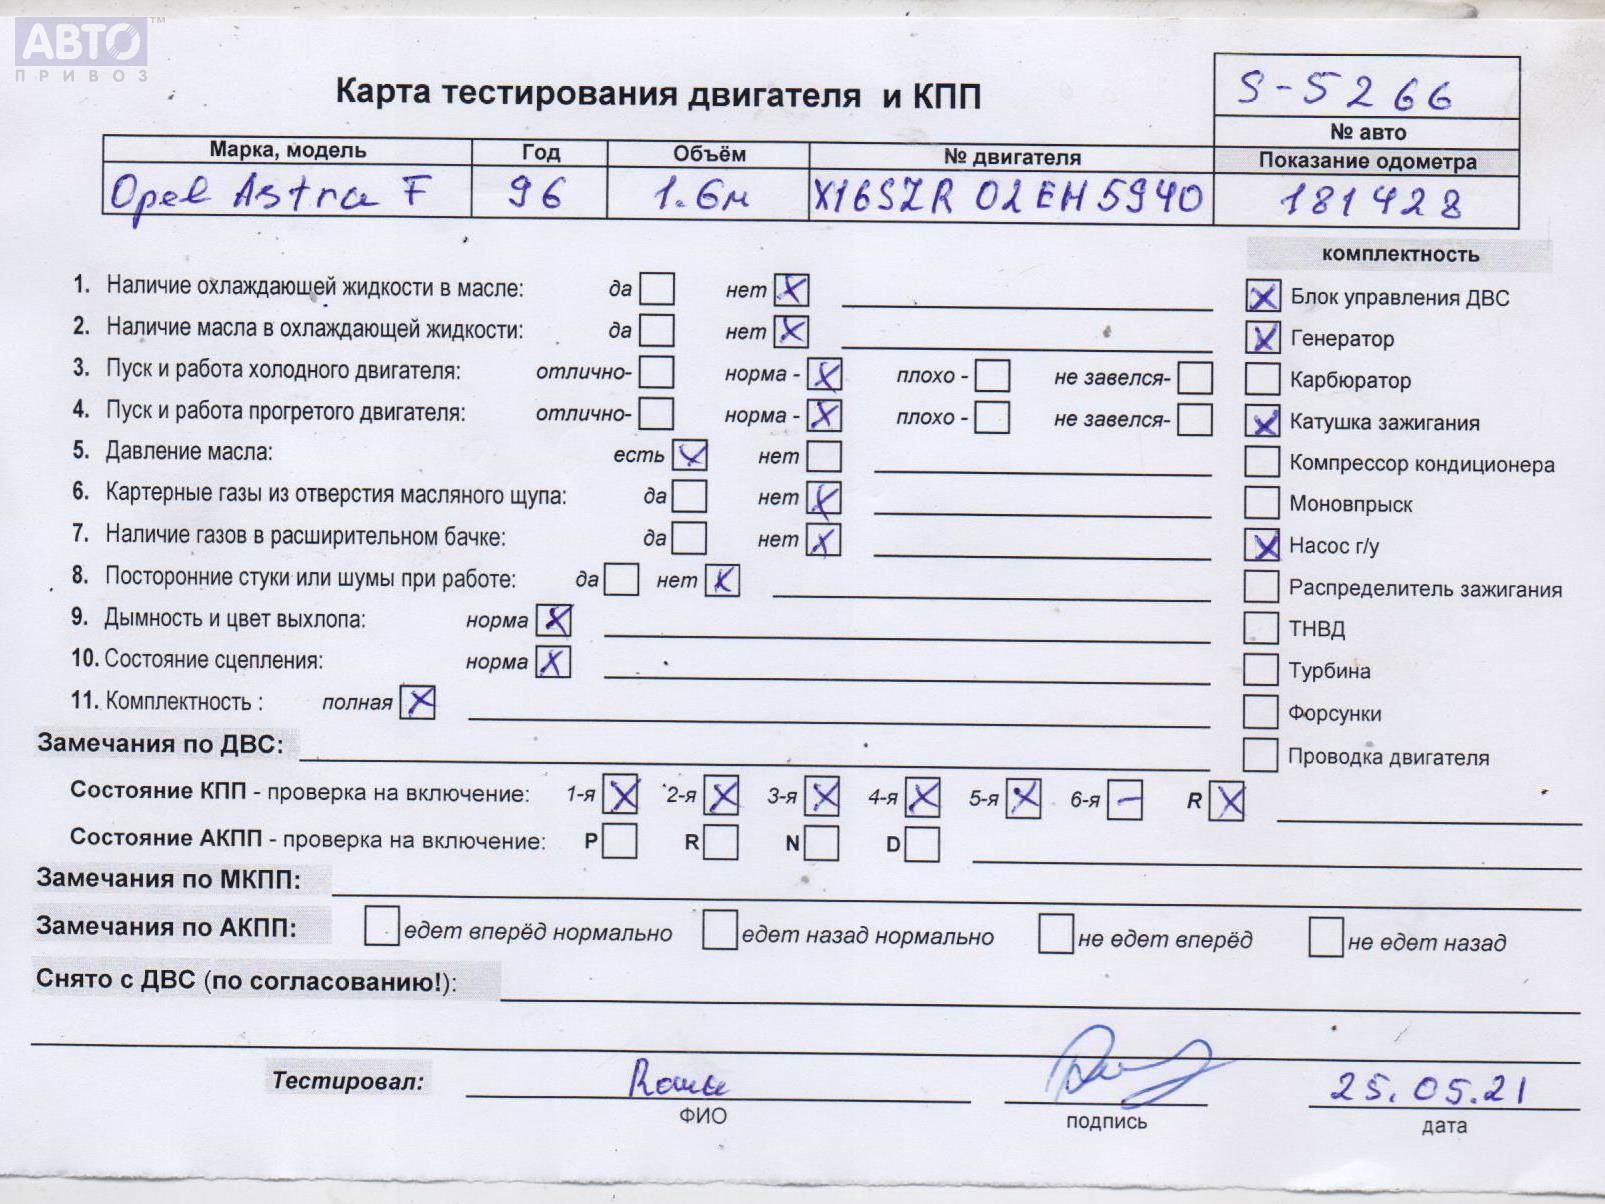 АВТО™
ПРИВОЗ
Карта тестирования двигателя и КПП
S-5266
№ авто
Марка, модель Год Объём № двигателя Показание одометра
Opel Astra F 96 1.6м X16SZR 02EH5940 181428
комплектность
1. Наличие охлаждающей жидкости в масле: да нет X
2. Наличие масла в охлаждающей жидкости: да нет X
3. Пуск и работа холодного двигателя: отлично- норма - X плохо - не завелся-
4. Пуск и работа прогретого двигателя: отлично- норма - X плохо - не завелся-
5. Давление масла: есть X нет
6. Картерные газы из отверстия масляного щупа: да нет X
7. Наличие газов в расширительном бачке: да нет X
8. Посторонние стуки или шумы при работе: да нет X
9. Дымность и цвет выхлопа: норма X
10. Состояние сцепления: норма X
11. Комплектность : полная X
X Блок управления ДВС
X Генератор
Карбюратор
X Катушка зажигания
Компрессор кондиционера
Моновпрыск
X Насос г/у
Распределитель зажигания
ТНВД
Турбина
Форсунки
Проводка двигателя
Замечания по ДВС:
Состояние КПП - проверка на включение: 1-я X 2-я X 3-я X 4-я X 5-я X 6-я – R X
Состояние АКПП - проверка на включение: P R N D
Замечания по МКПП:
Замечания по АКПП: едет вперёд нормально едет назад нормально не едет вперёд не едет назад
Снято с ДВС (по согласованию!):
Тестировал: Рома 25.05.21
ФИО подпись дата